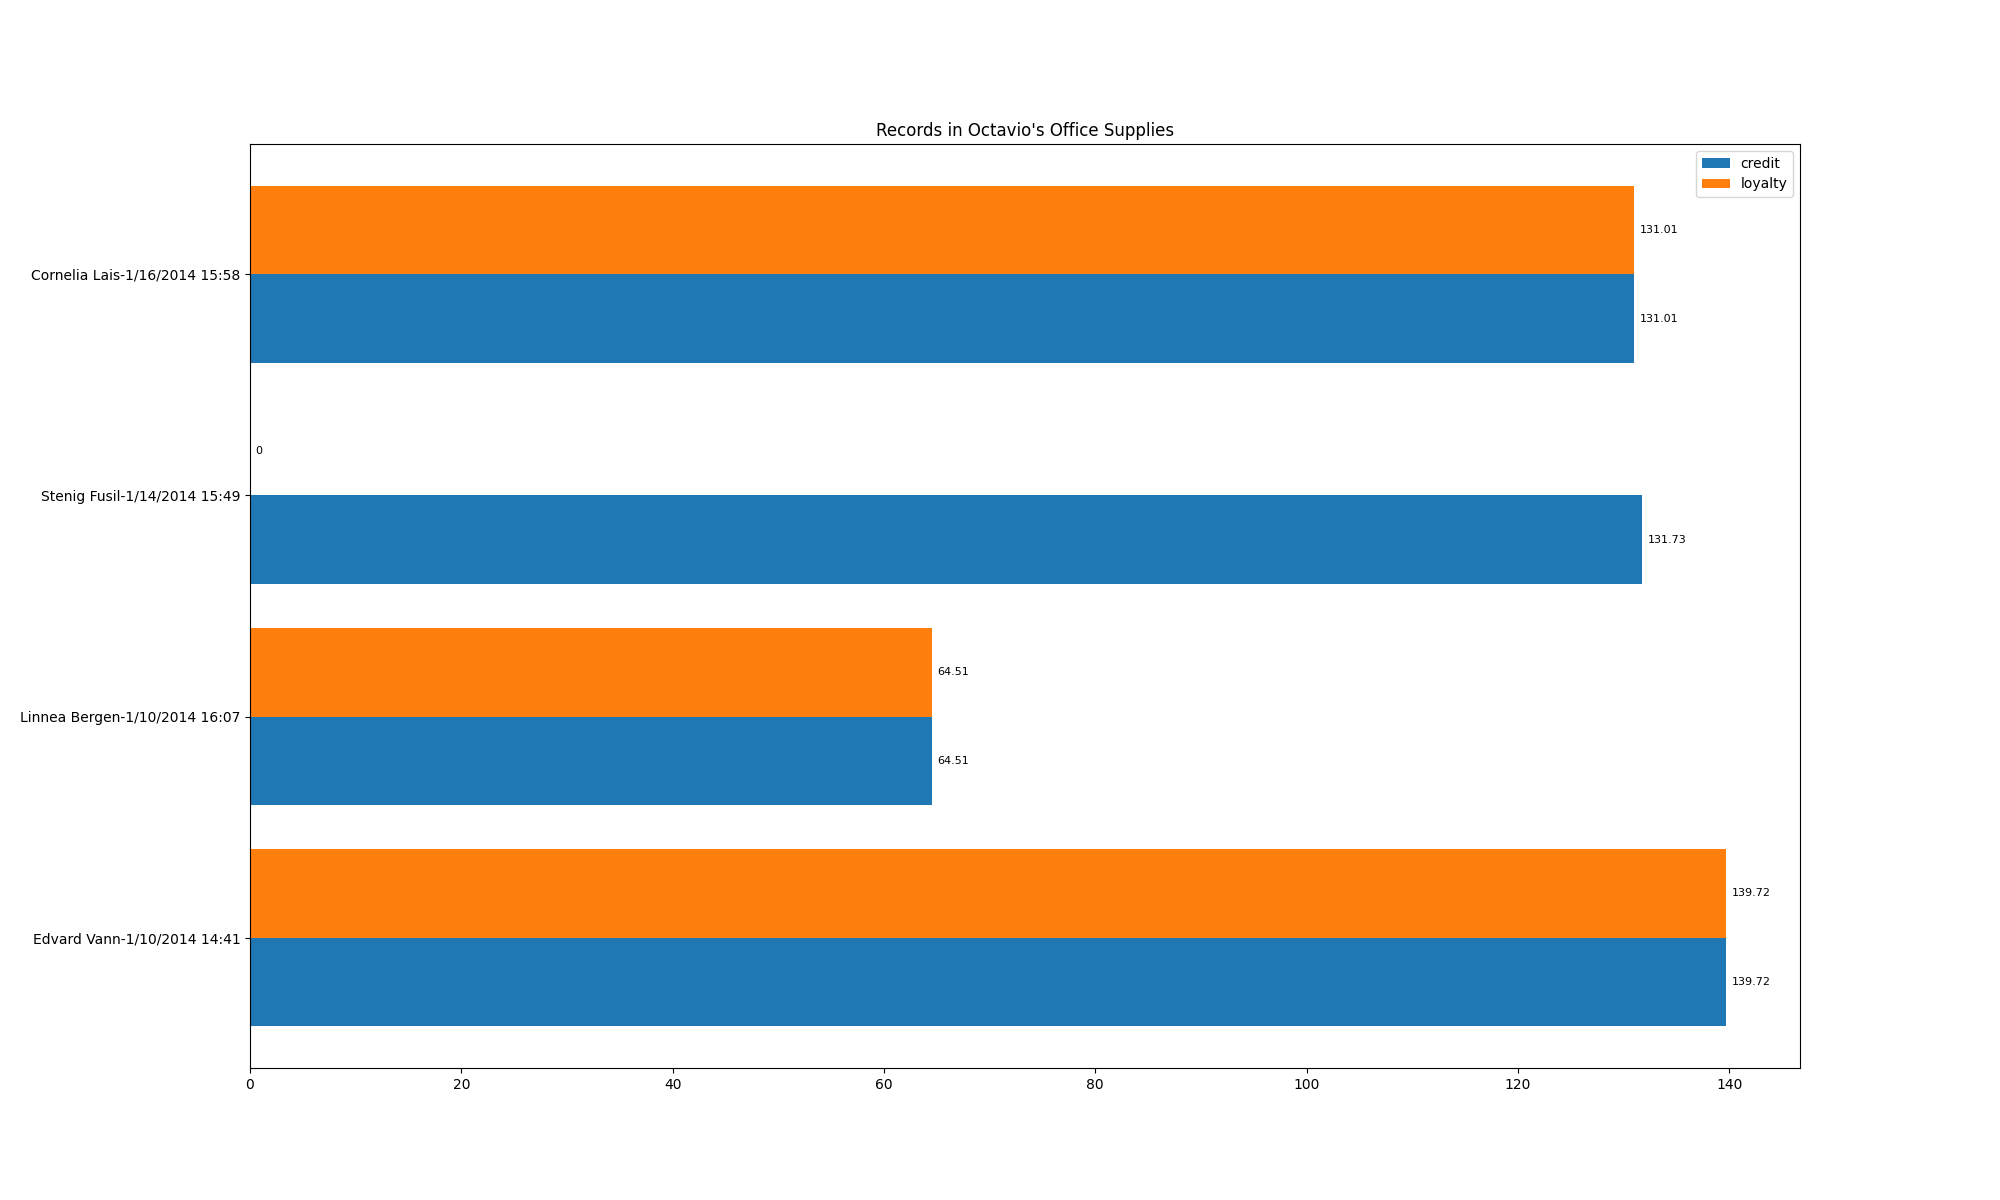 Records in Octavio's Office Supplies
credit
loyalty
Cornelia Lais-1/16/2014 15:58
131.01
131.01
Stenig Fusil-1/14/2014 15:49
0
131.73
Linnea Bergen-1/10/2014 16:07
64.51
64.51
Edvard Vann-1/10/2014 14:41
139.72
139.72
0 20 40 60 80 100 120 140